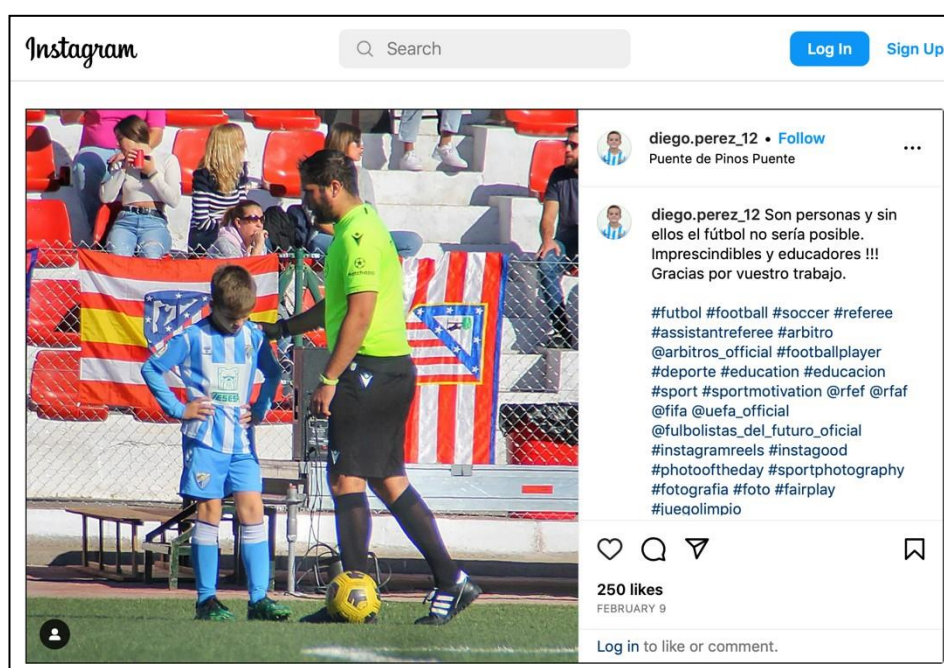 Instagram
Search
Log In
Sign Up
diego.perez_12 • Follow
Puente de Pinos Puente
diego.perez_12 Son personas y sin
ellos el fútbol no sería posible.
Imprescindibles y educadores !!!
Gracias por vuestro trabajo.
#futbol #football #soccer #referee
#assistantreferee #arbitro
@arbitros_official #footballplayer
#deporte #education #educacion
#sport #sportmotivation @rfef @rfaf
@fifa @uefa_official
@fulbolistas_del_futuro_oficial
#instagramreels #instagood
#photooftheday #sportphotography
#fotografia #foto #fairplay
#juegolimpio
250 likes
FEBRUARY 9
Log in to like or comment.